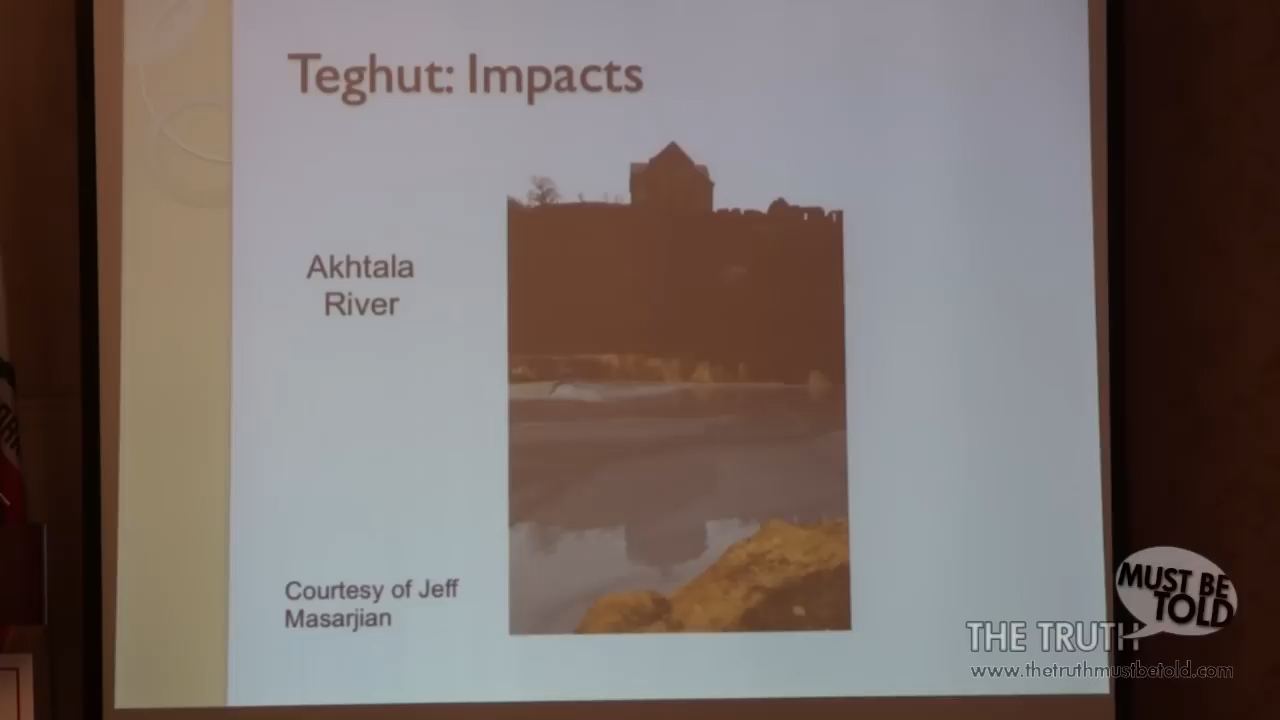 Teghut: Impacts
Akhtala
River
Courtesy of Jeff
Masarjian
MUST BE
TOLD
THE TRUTH
www.thetruthmustbetold.com